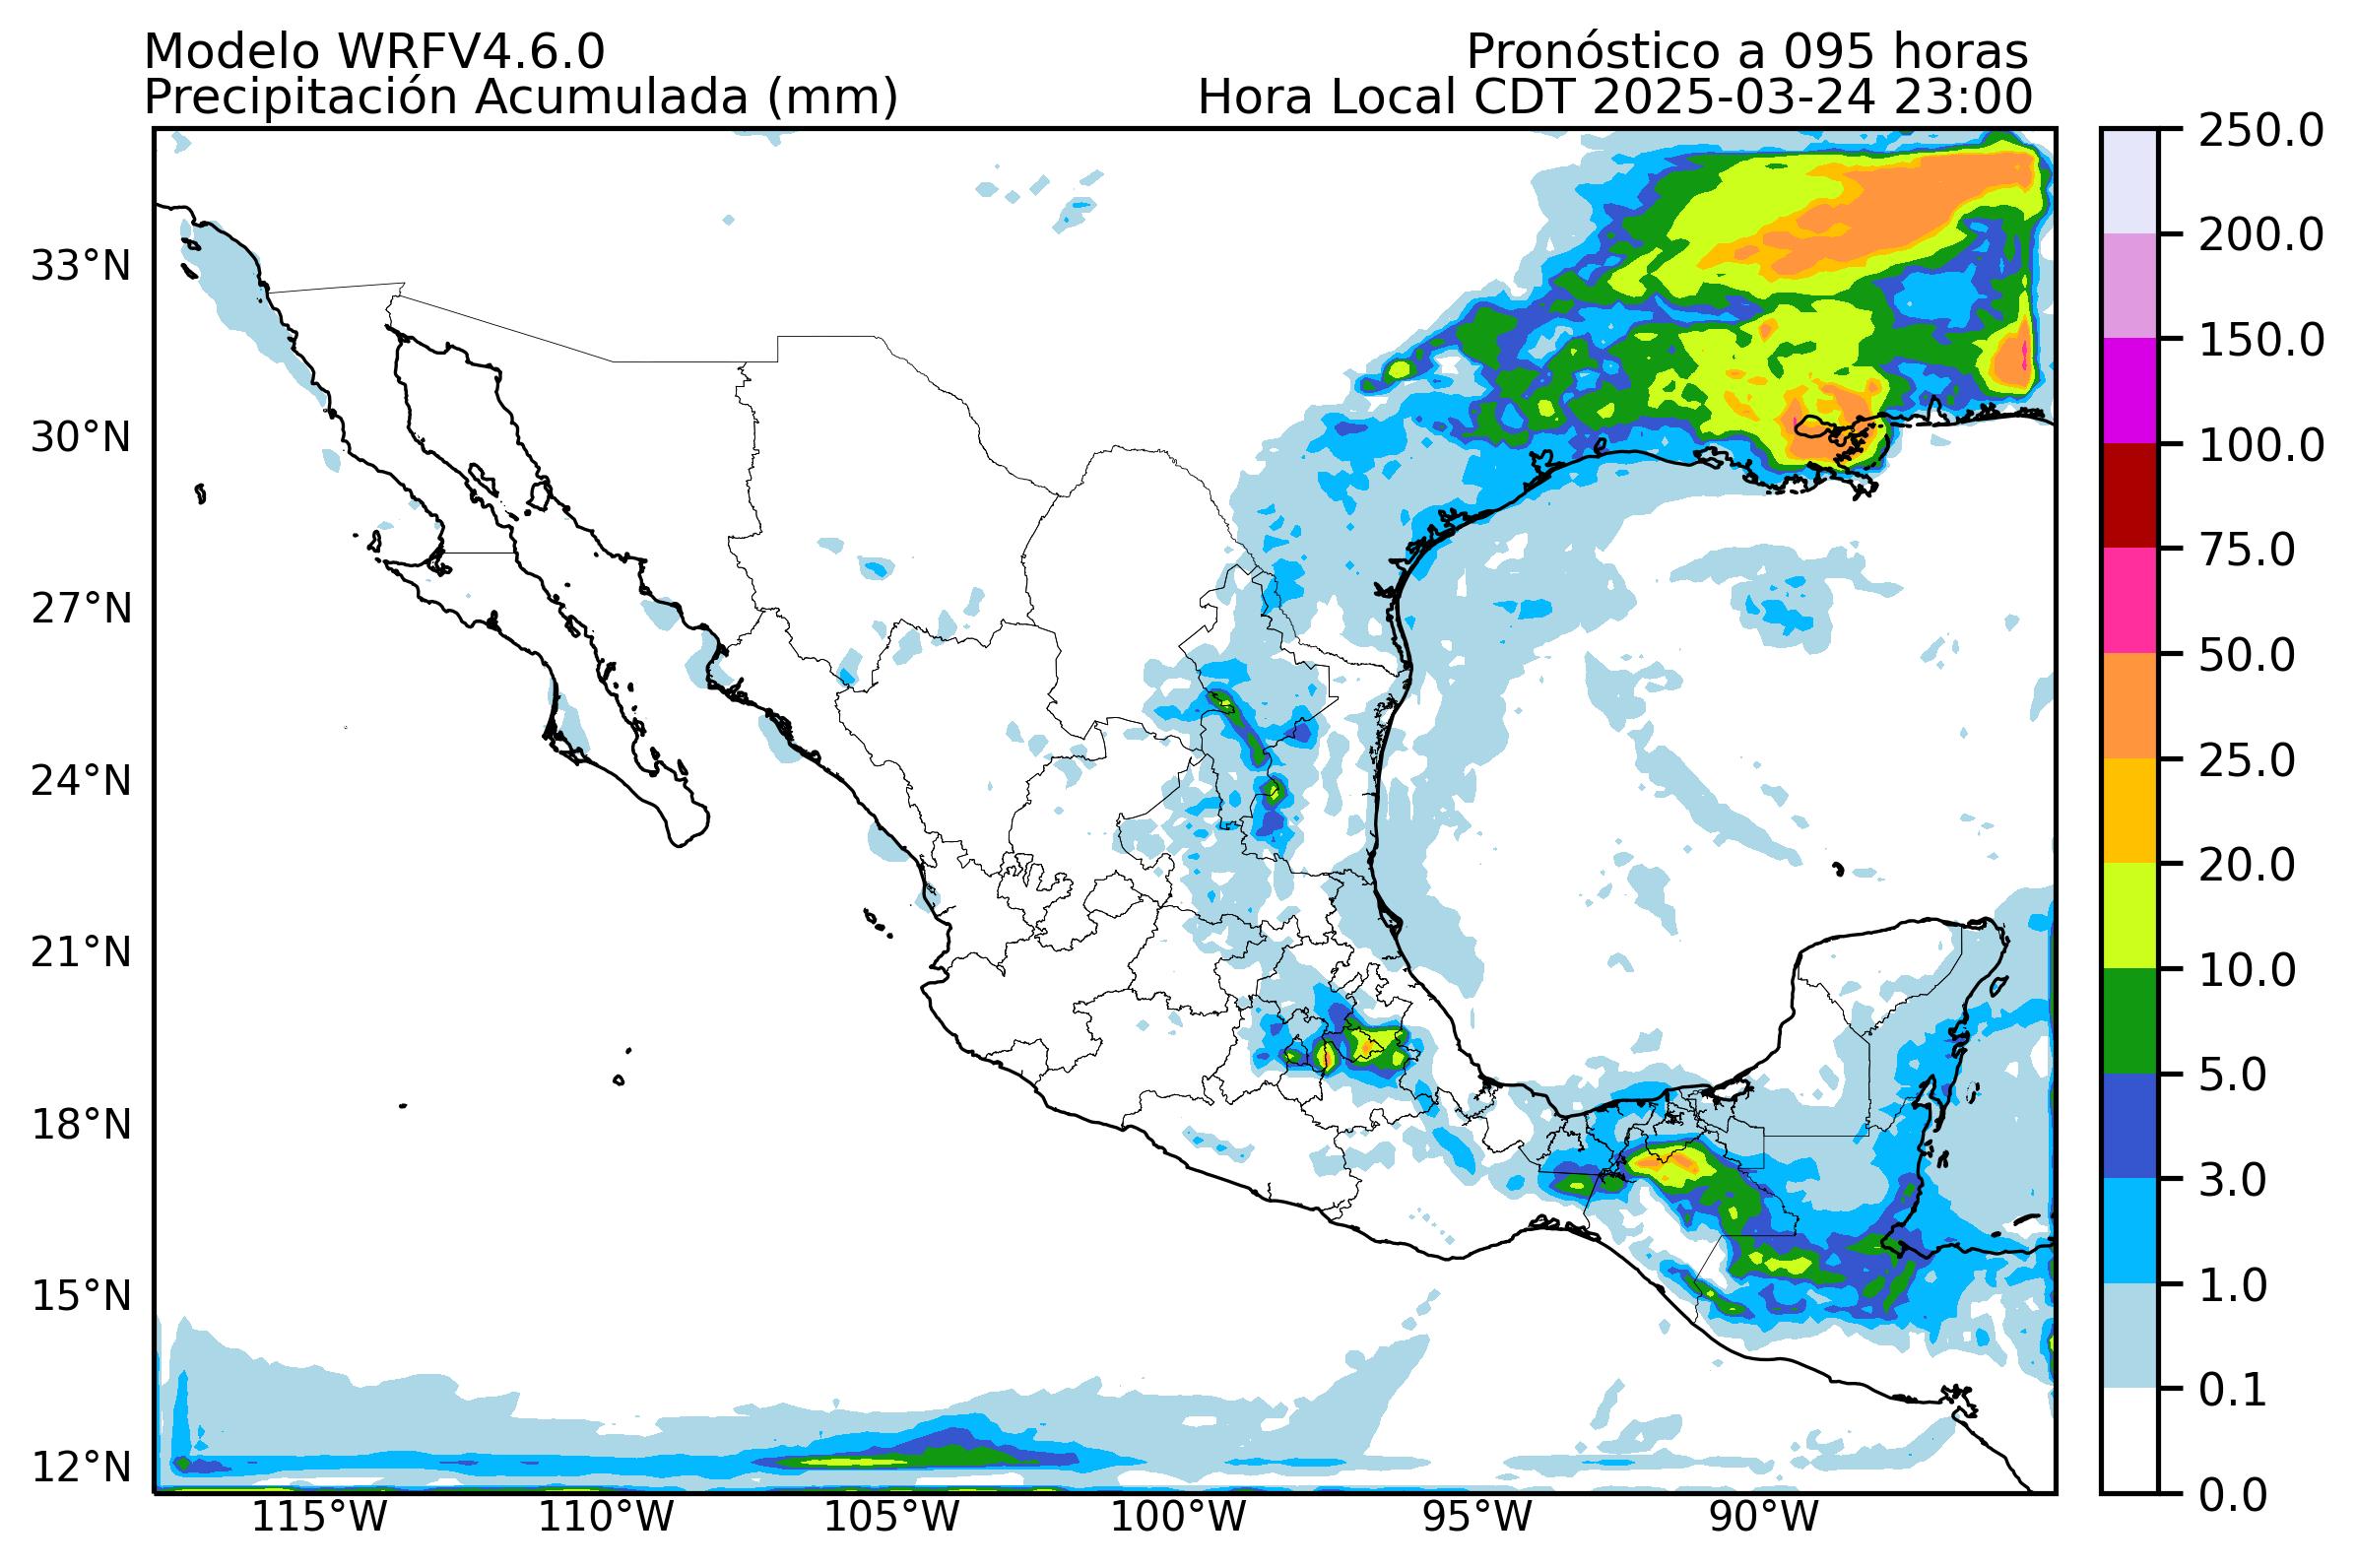 Modelo WRFV4.6.0
Pronóstico a 095 horas
Precipitación Acumulada (mm)
Hora Local CDT 2025-03-24 23:00
250.0
200.0
150.0
100.0
75.0
50.0
25.0
20.0
10.0
5.0
3.0
1.0
0.1
0.0
33°N
30°N
27°N
24°N
21°N
18°N
15°N
12°N
115°W 110°W 105°W 100°W 95°W 90°W